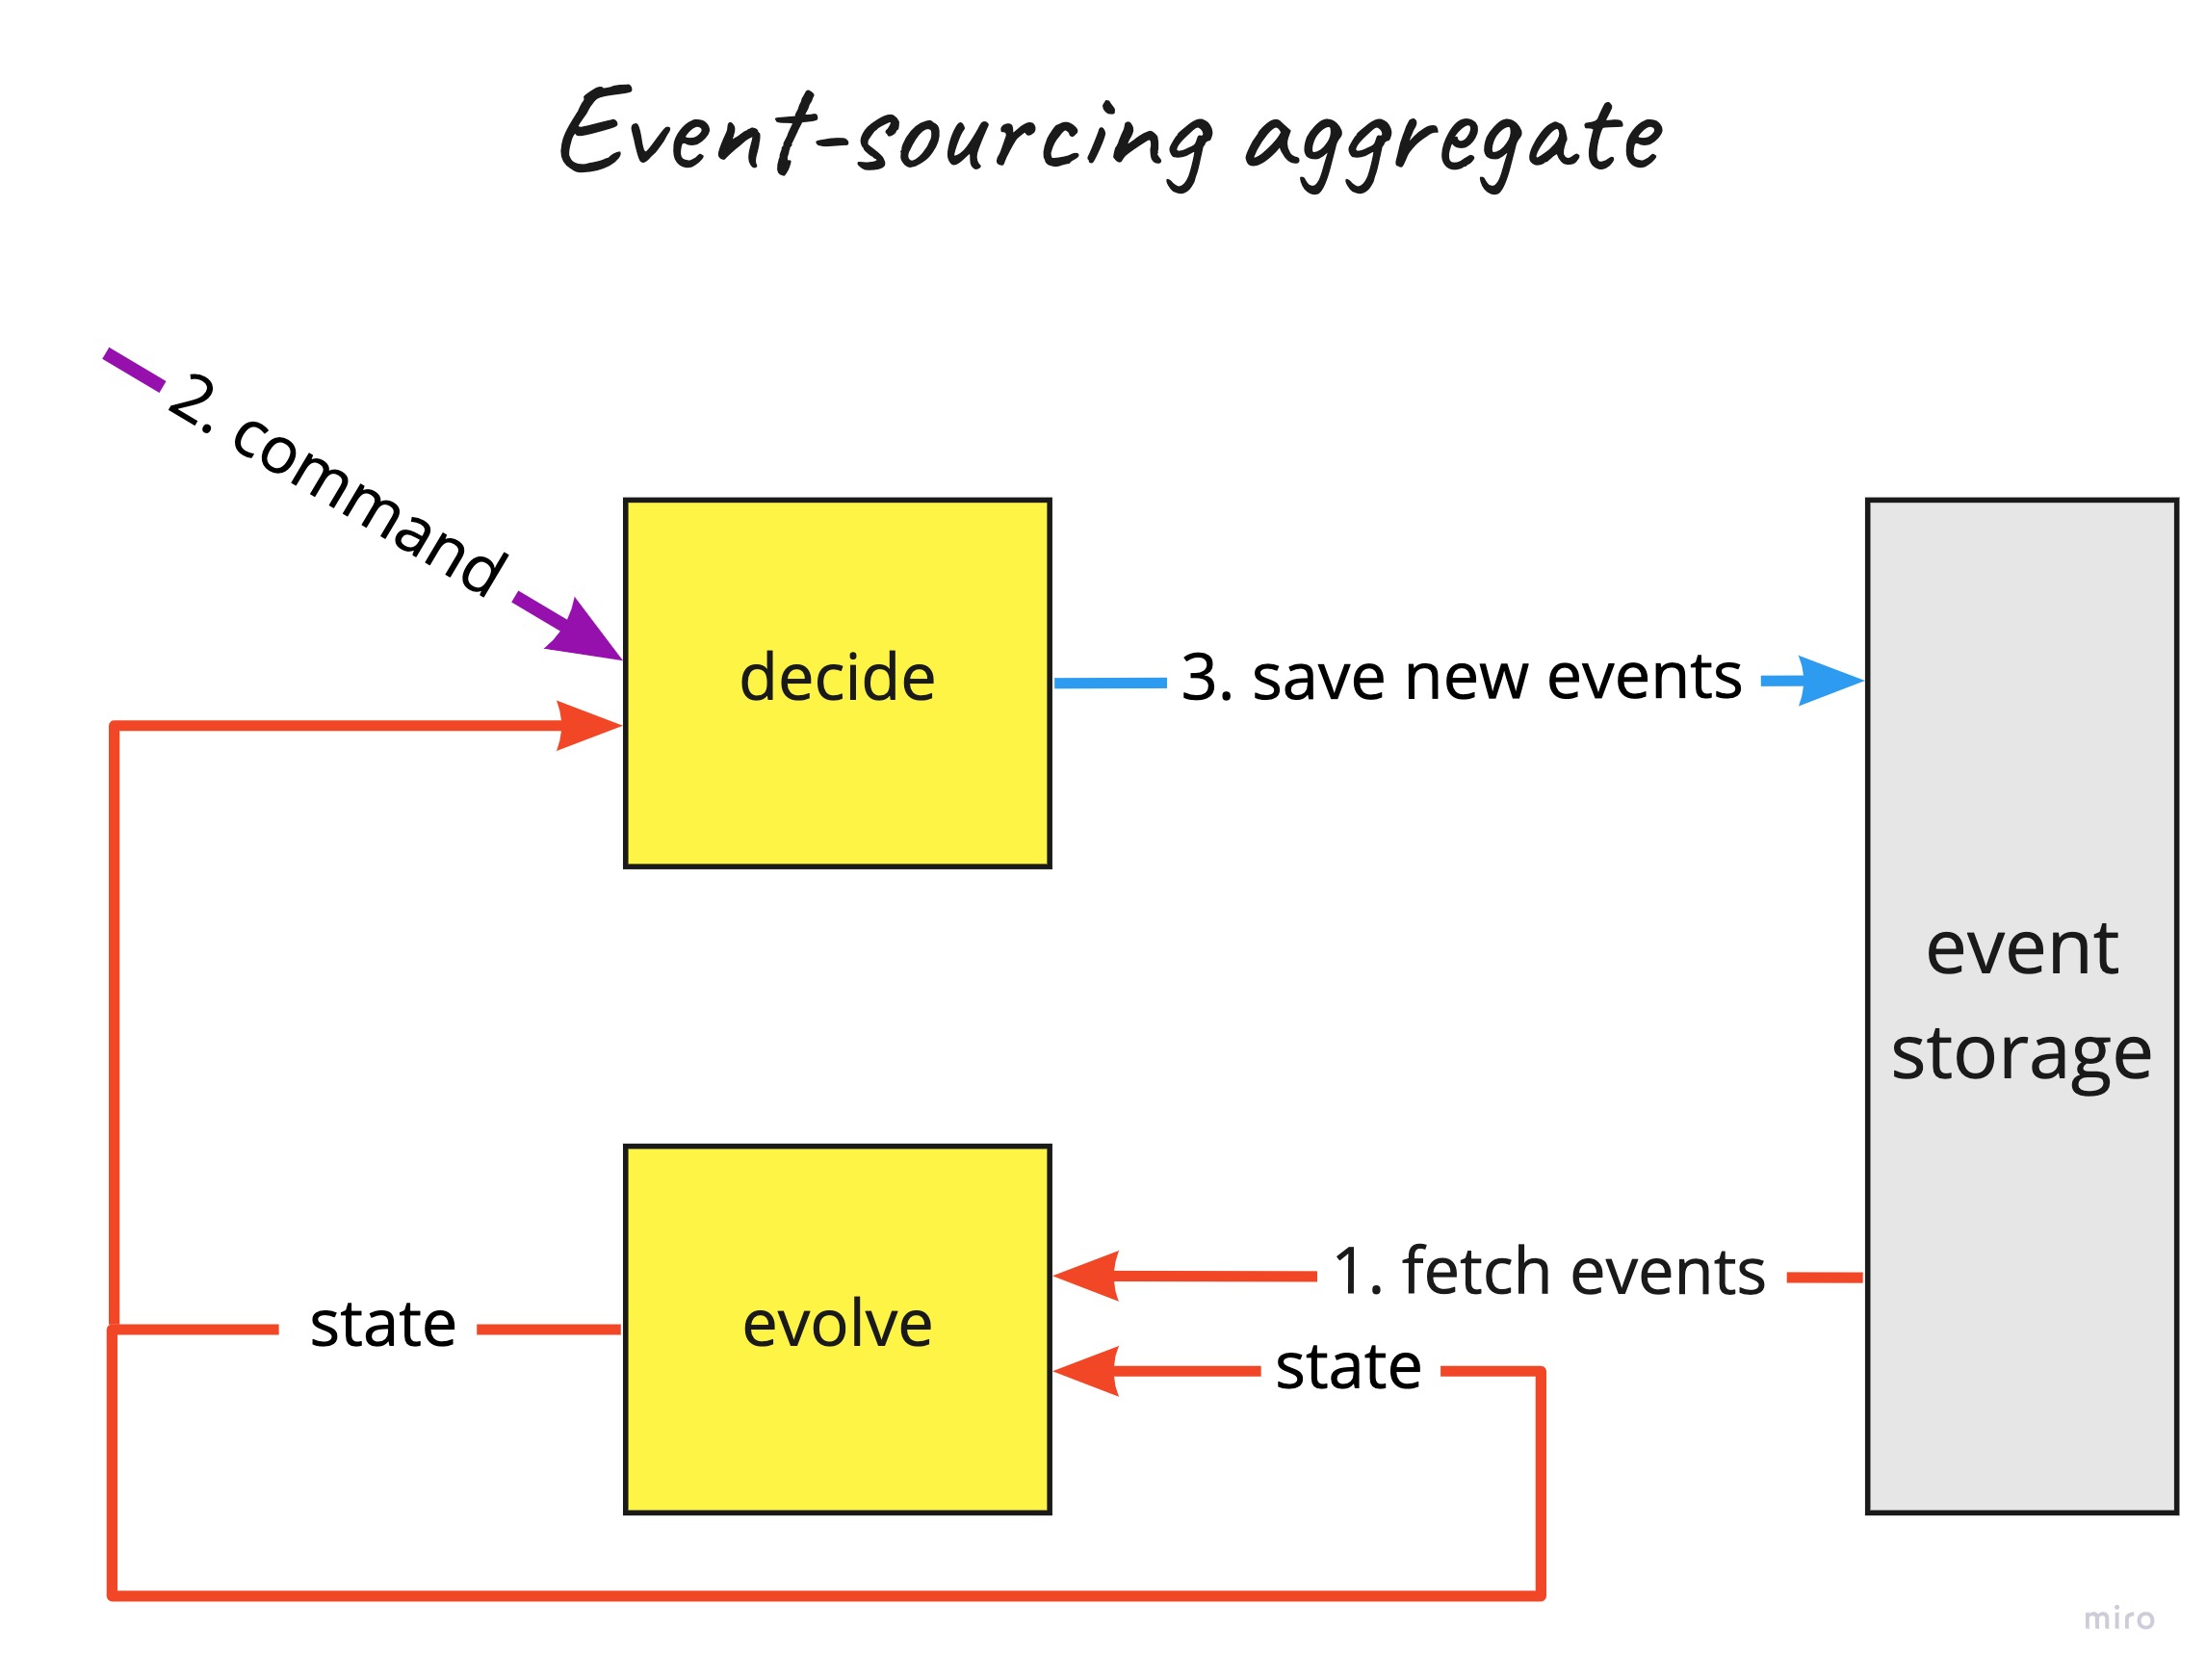 Event-sourcing aggregate
2. command
decide
3. save new events
event
storage
1. fetch events
state
evolve
state
miro